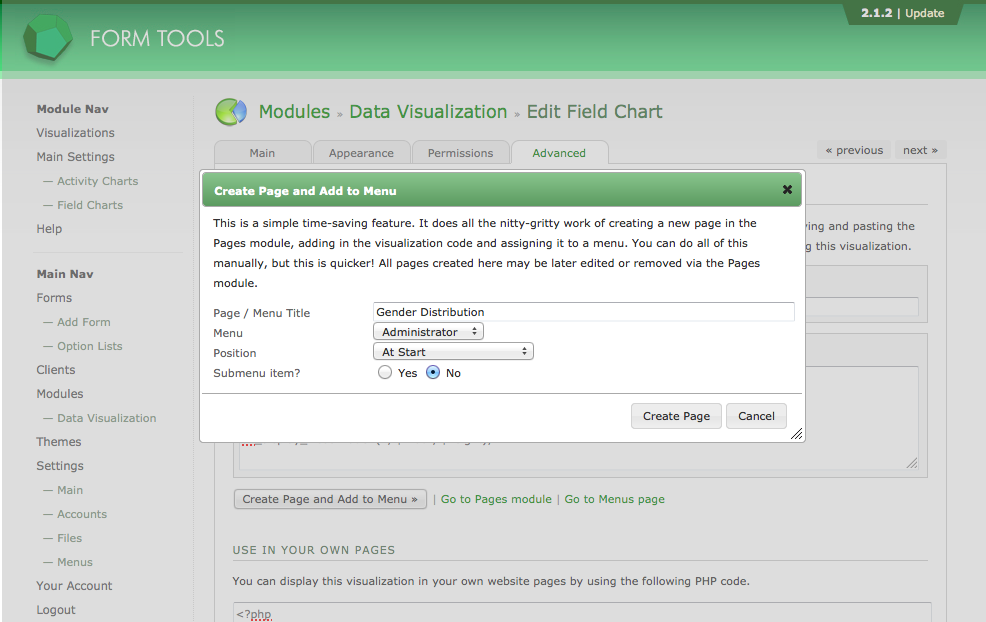 2.1.2 | Update
FORM TOOLS
Module Nav
Visualizations
Main Settings
— Activity Charts
— Field Charts
Help
Main Nav
Forms
— Add Form
— Option Lists
Clients
Modules
— Data Visualization
Themes
Settings
— Main
— Accounts
— Files
— Menus
Your Account
Logout
Modules » Data Visualization » Edit Field Chart
Main Appearance Permissions Advanced
« previous next »
Create Page and Add to Menu ✖
This is a simple time-saving feature. It does all the nitty-gritty work of creating a new page in the
Pages module, adding in the visualization code and assigning it to a menu. You can do all of this
manually, but this is quicker! All pages created here may be later edited or removed via the Pages
module.
Page / Menu Title Gender Distribution
Menu Administrator
Position At Start
Submenu item? Yes No
Create Page Cancel
and pasting the
this visualization.
Create Page and Add to Menu » | Go to Pages module | Go to Menus page
USE IN YOUR OWN PAGES
You can display this visualization in your own website pages by using the following PHP code.
<?php